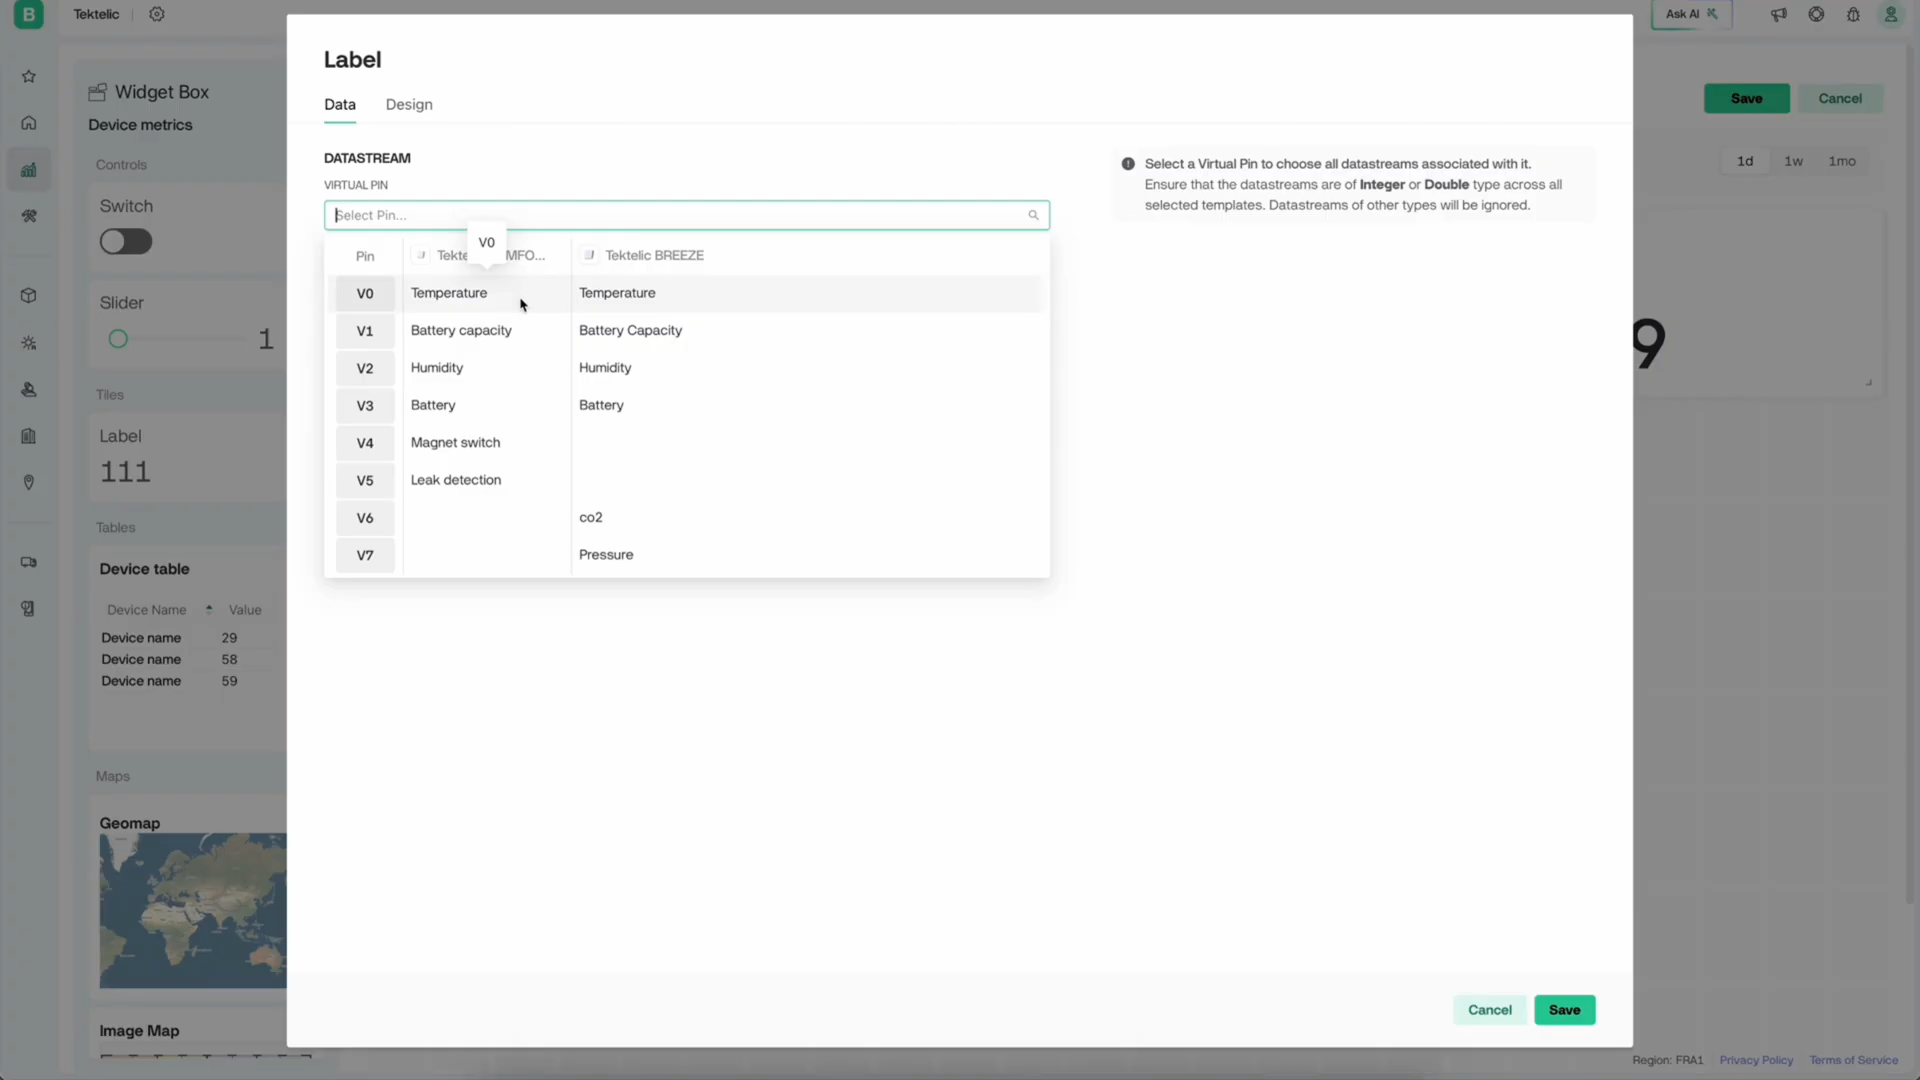 B
Tektelic
Ask AI
Widget Box
Device metrics
Controls
Switch
Slider
1
Tiles
Label
111
Tables
Device table
Device Name
Value
Device name
29
Device name
58
Device name
59
Maps
Geomap
Image Map
Label
Data
Design
DATASTREAM
VIRTUAL PIN
Select Pin...
V0
Pin
Tekte
MFO...
Tektelic BREEZE
V0
Temperature
Temperature
V1
Battery capacity
Battery Capacity
V2
Humidity
Humidity
V3
Battery
Battery
V4
Magnet switch
V5
Leak detection
V6
co2
V7
Pressure
Select a Virtual Pin to choose all datastreams associated with it.
Ensure that the datastreams are of Integer or Double type across all
selected templates. Datastreams of other types will be ignored.
Cancel
Save
Save
Cancel
1d
1w
1mo
9
Region: FRA1
Privacy Policy
Terms of Service